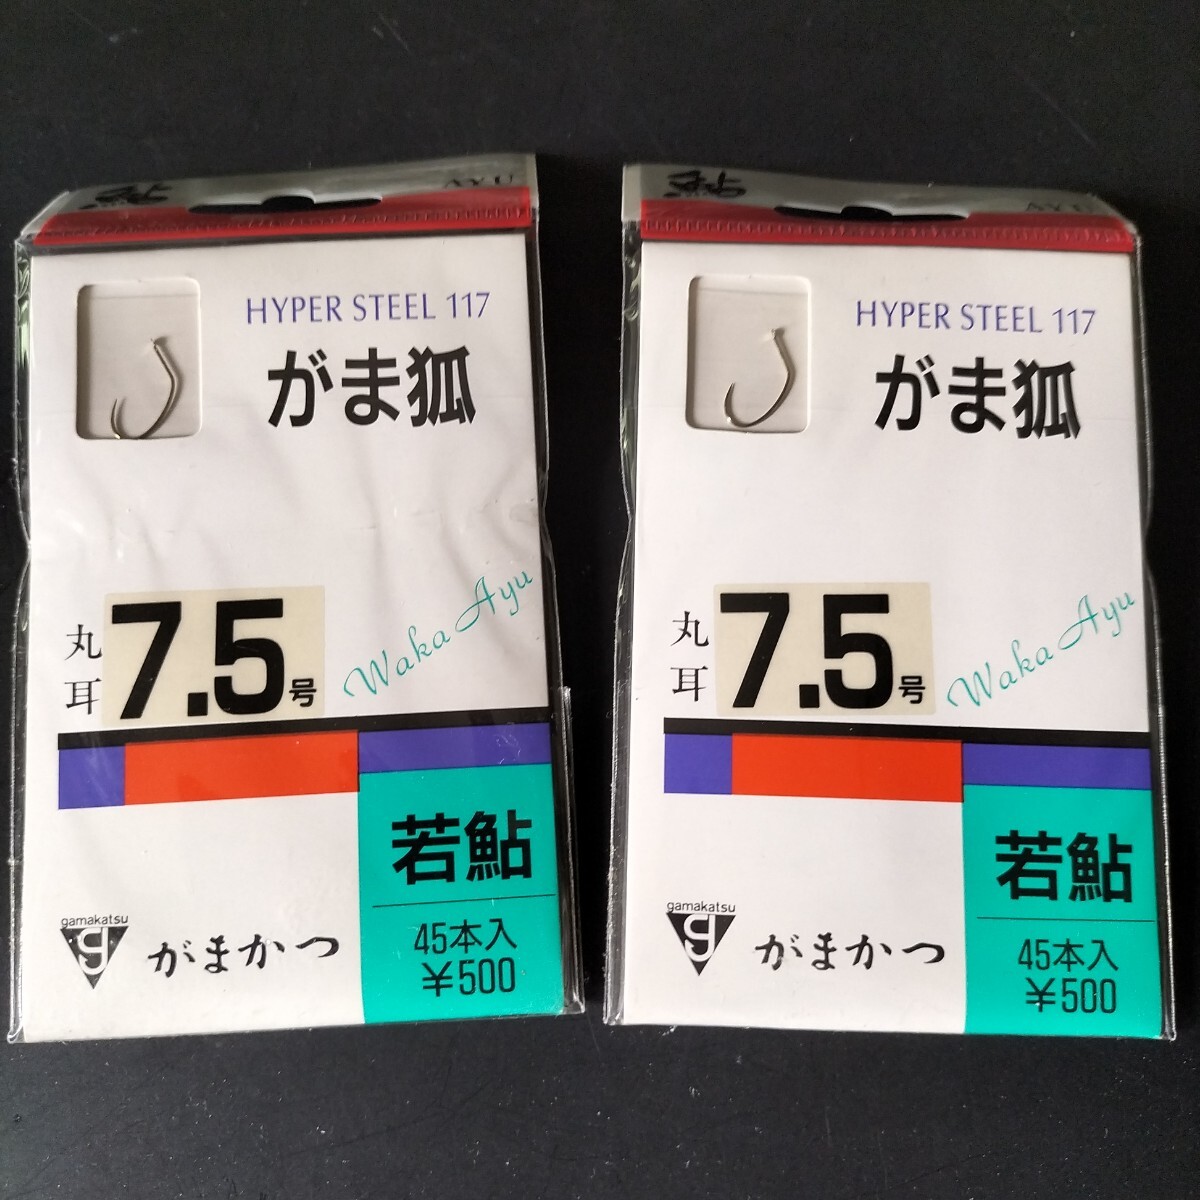 AYU
HYPER STEEL 117
がま狐
丸耳
7.5号
Waka Ayu
若鮎
45本入
¥500
gamakatsu
がまかつ
AYU
HYPER STEEL 117
がま狐
丸耳
7.5号
Waka Ayu
若鮎
45本入
¥500
gamakatsu
がまかつ